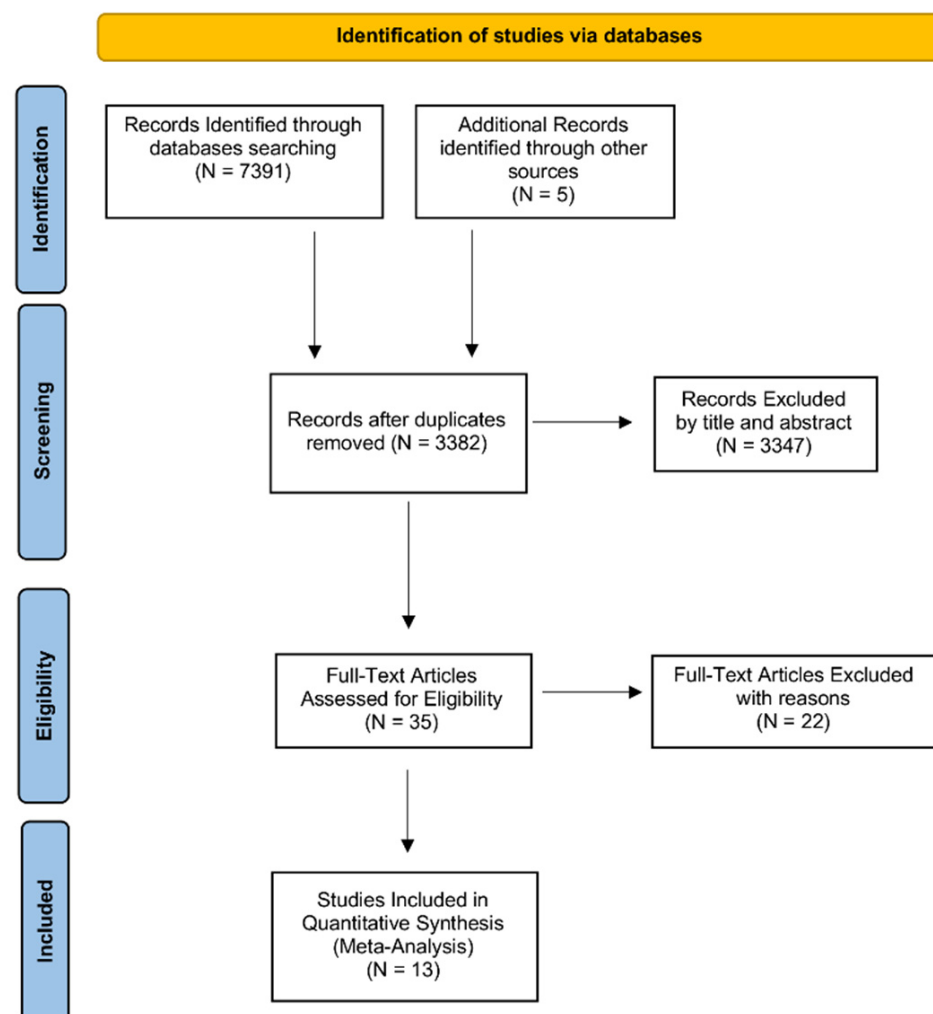 Identification of studies via databases
Identification
Records Identified through
databases searching
(N = 7391)
Additional Records
identified through other
sources
(N = 5)
Screening
Records after duplicates
removed (N = 3382)
Records Excluded
by title and abstract
(N = 3347)
Eligibility
Full-Text Articles
Assessed for Eligibility
(N = 35)
Full-Text Articles Excluded
with reasons
(N = 22)
Included
Studies Included in
Quantitative Synthesis
(Meta-Analysis)
(N = 13)